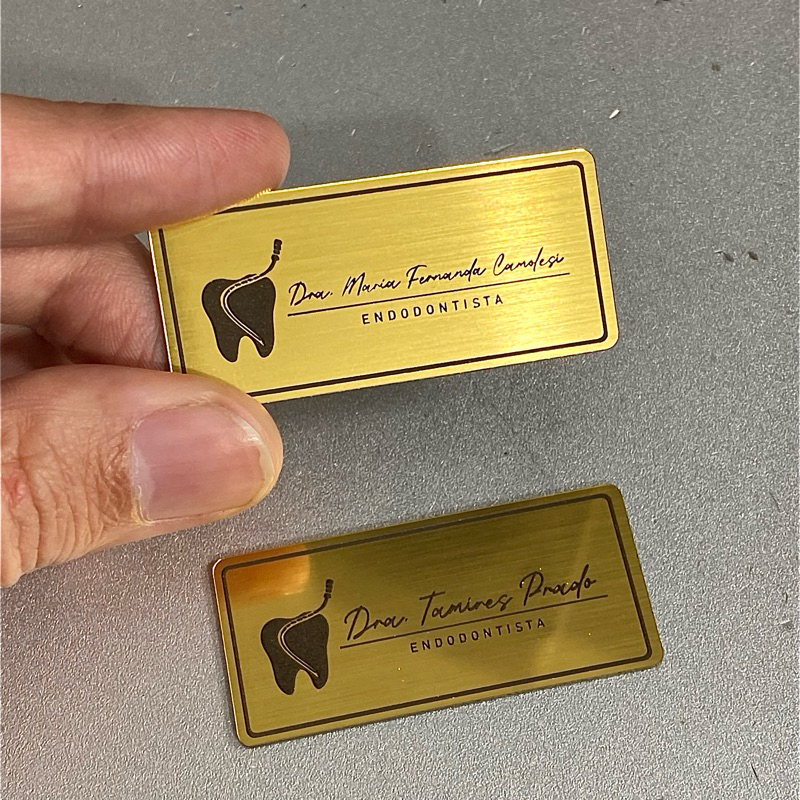 Dra. Maria Fernanda Camolesi
ENDODONTISTA
Dra. Tamires Prado
ENDODONTISTA